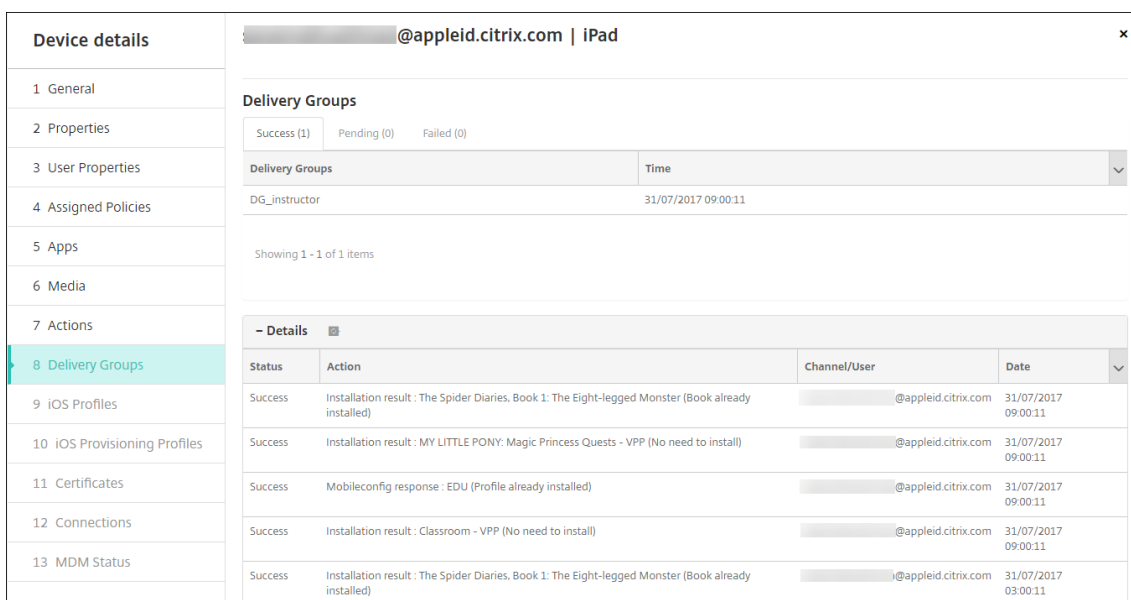 Device details
@appleid.citrix.com | iPad
×
1 General
2 Properties
3 User Properties
4 Assigned Policies
5 Apps
6 Media
7 Actions
8 Delivery Groups
9 iOS Profiles
10 iOS Provisioning Profiles
11 Certificates
12 Connections
13 MDM Status
Delivery Groups
Success (1) Pending (0) Failed (0)
Delivery Groups Time
DG_instructor 31/07/2017 09:00:11
Showing 1 - 1 of 1 items
– Details
Status Action Channel/User Date
Success Installation result : The Spider Diaries, Book 1: The Eight-legged Monster (Book already @appleid.citrix.com 31/07/2017
installed) 09:00:11
Success Installation result : MY LITTLE PONY: Magic Princess Quests - VPP (No need to install) @appleid.citrix.com 31/07/2017
09:00:11
Success Mobileconfig response : EDU (Profile already installed) @appleid.citrix.com 31/07/2017
09:00:11
Success Installation result : Classroom - VPP (No need to install) @appleid.citrix.com 31/07/2017
09:00:11
Success Installation result : The Spider Diaries, Book 1: The Eight-legged Monster (Book already @appleid.citrix.com 31/07/2017
installed) 03:00:11